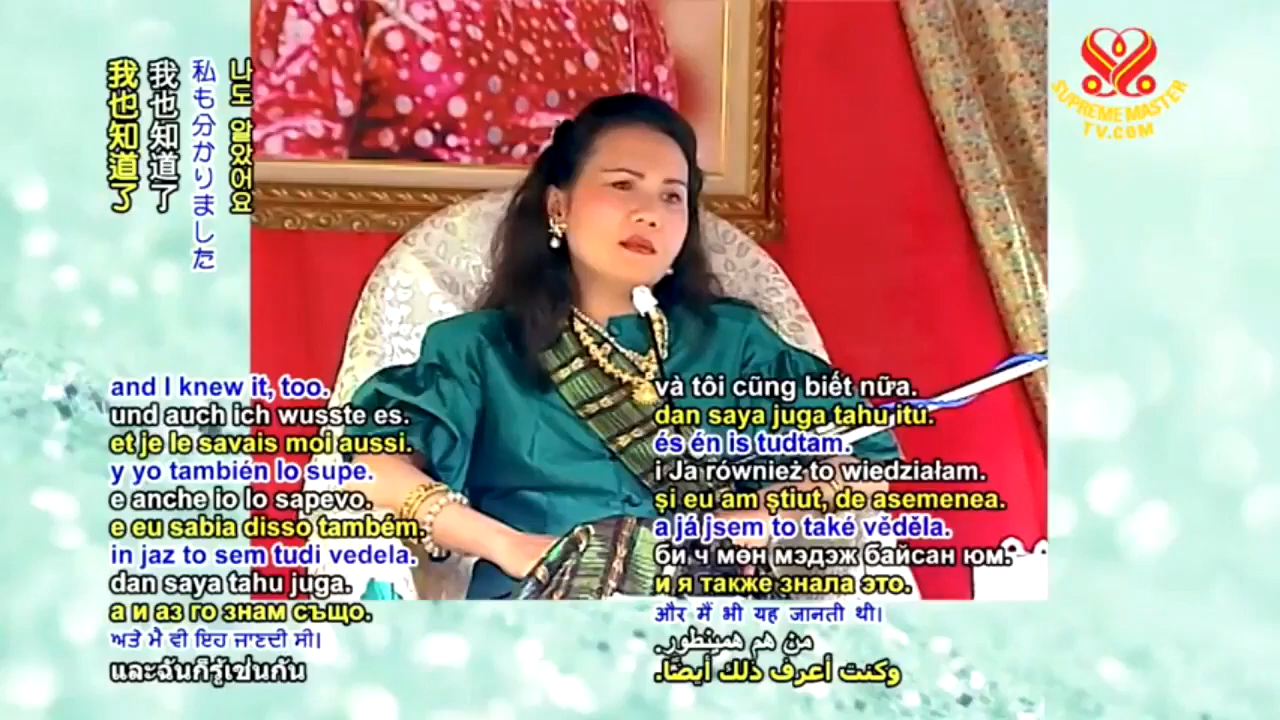 我也知道了
我也知道了
私も分かりました
나도 알았어요
SUPREME MASTER
TV.COM
and I knew it, too.
und auch ich wusste es.
et je le savais moi aussi.
y yo también lo supe.
e anche io lo sapevo.
e eu sabia disso também.
in jaz to sem tudi vedela.
dan saya tahu juga.
а и аз го знам също.
ਅਤੇ ਮੈਂ ਵੀ ਇਹ ਜਾਣਦੀ ਸੀ।
และฉันก็รู้เช่นกัน
và tôi cũng biết nữa.
dan saya juga tahu itu.
és én is tudtam.
i Ja również to wiedziałam.
și eu am știut, de asemenea.
a já jsem to také věděla.
би ч мөн мэдэж байсан юм.
и я также знала это.
और मैं भी यह जानती थी।
من هم همینطور.
وكنت أعرف ذلك أيضًا.